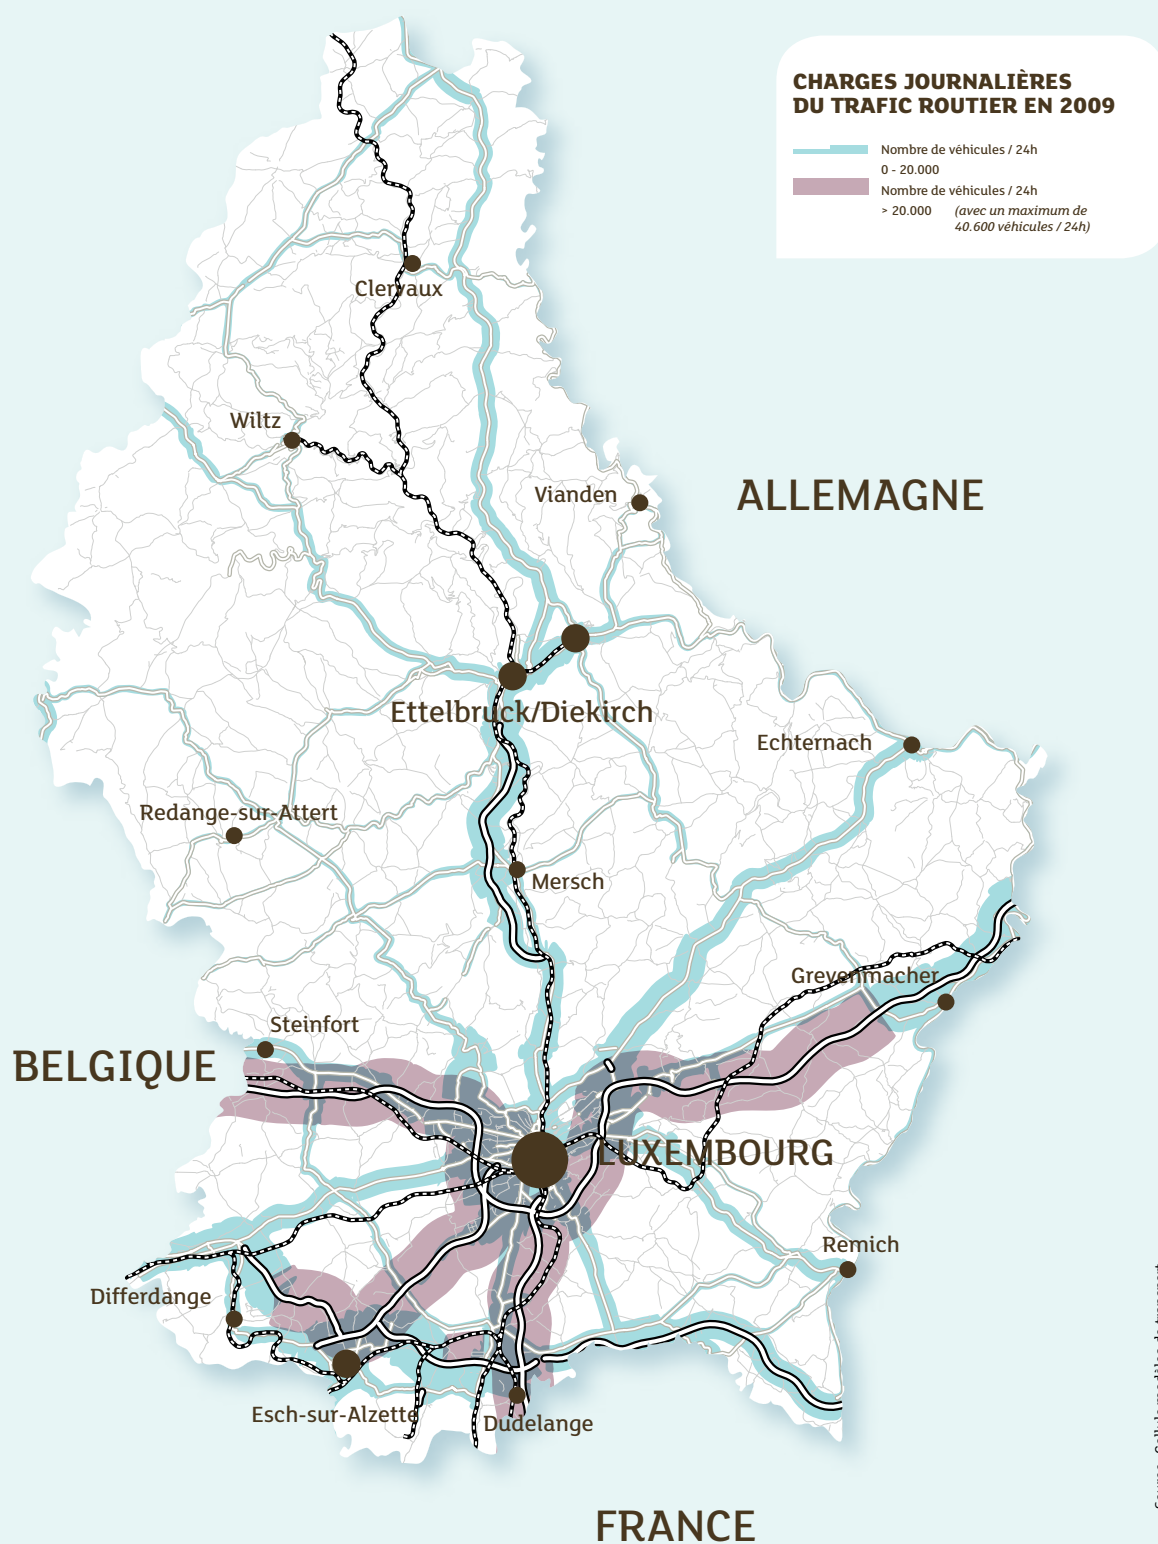 CHARGES JOURNALIÈRES
DU TRAFIC ROUTIER EN 2009
Nombre de véhicules / 24h
0 - 20.000
Nombre de véhicules / 24h
> 20.000 (avec un maximum de
40.600 véhicules / 24h)
Clervaux
Wiltz
Vianden
ALLEMAGNE
Ettelbruck/Diekirch
Echternach
Redange-sur-Attert
Mersch
Grevenmacher
Steinfort
BELGIQUE
LUXEMBOURG
Remich
Differdange
Esch-sur-Alzette
Dudelange
FRANCE